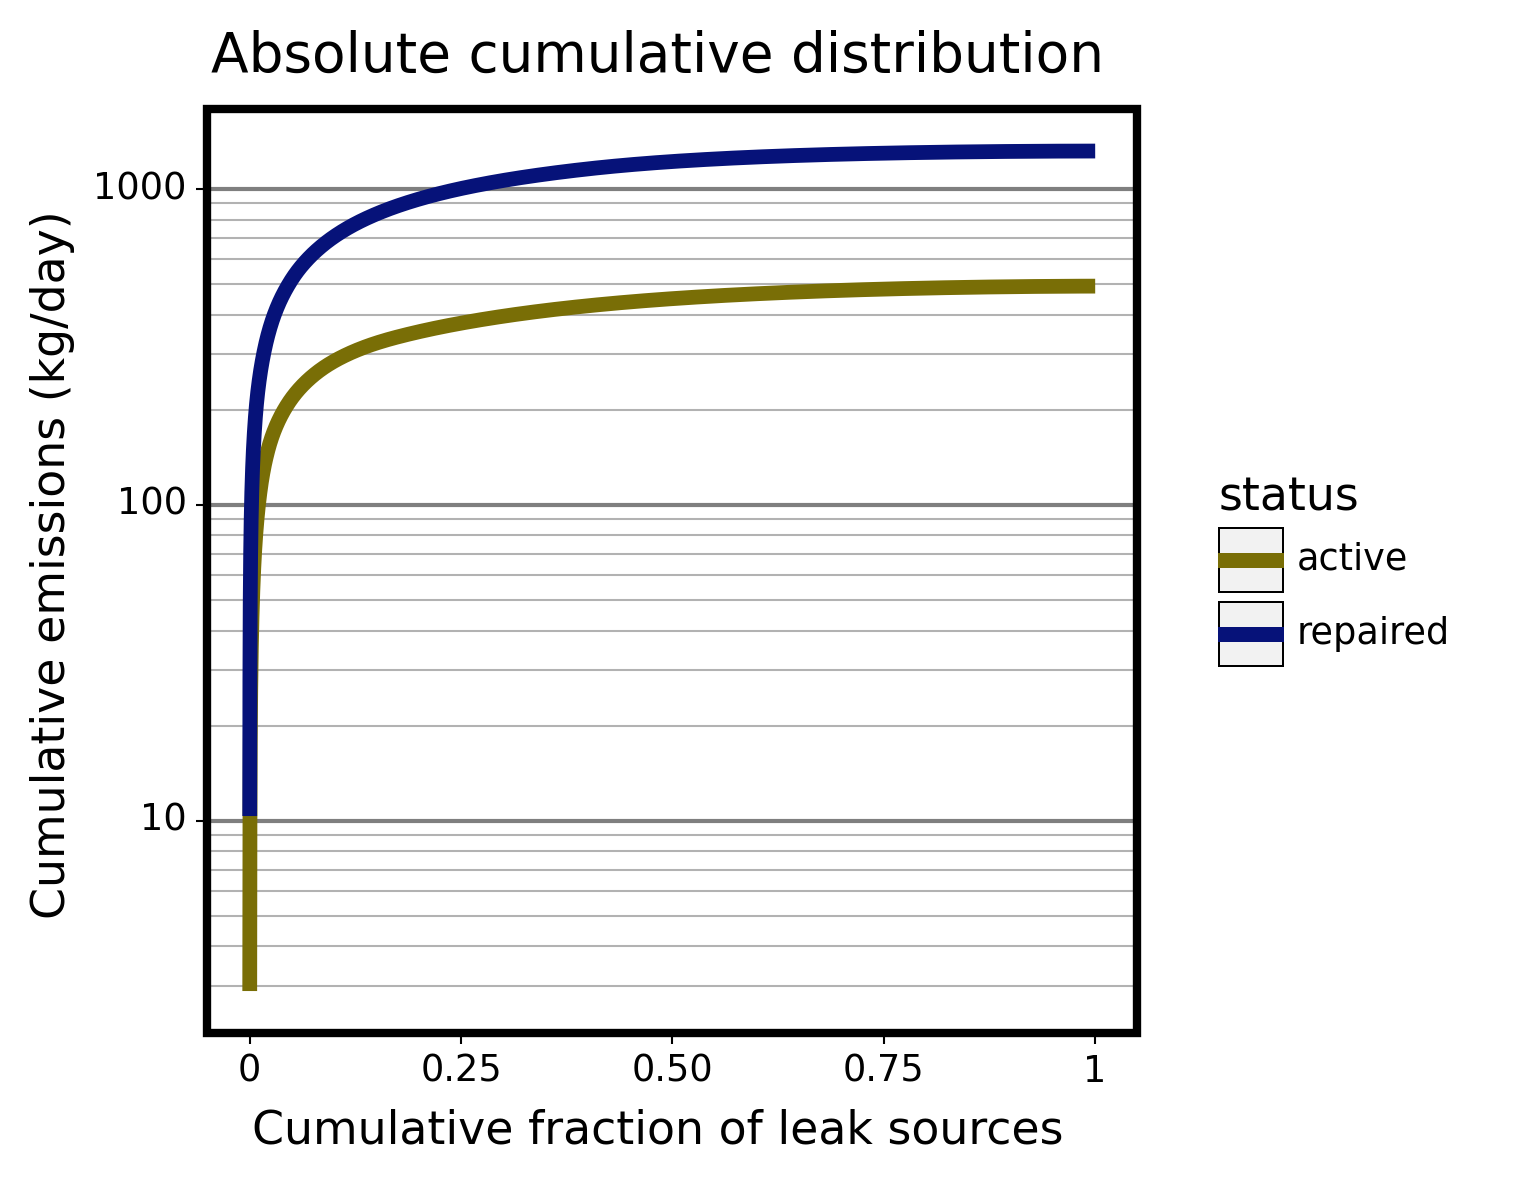 Absolute cumulative distribution
Cumulative emissions (kg/day)
1000
100
10
0
0.25
0.50
0.75
1
Cumulative fraction of leak sources
status
active
repaired